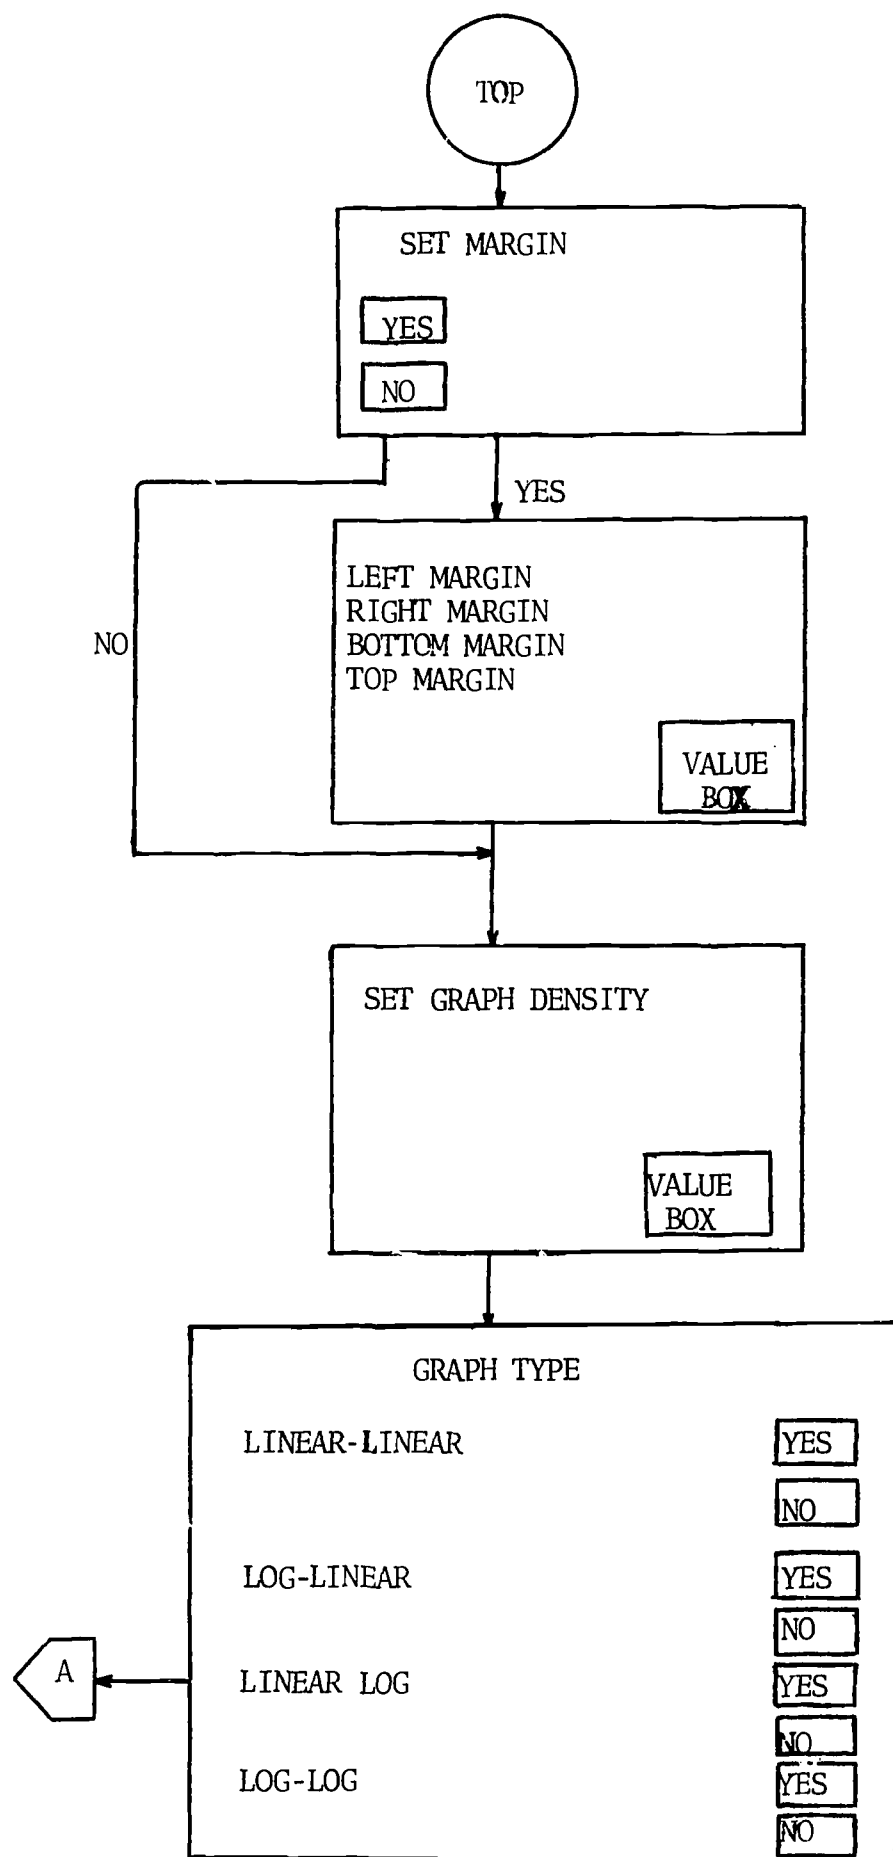 TOP
SET MARGIN
YES
NO
YES
LEFT MARGIN
RIGHT MARGIN
BOTTOM MARGIN
TOP MARGIN
NO
VALUE
BOX
SET GRAPH DENSITY
VALUE
BOX
GRAPH TYPE
LINEAR-LINEAR YES
NO
LOG-LINEAR YES
NO
A
LINEAR LOG YES
NO
LOG-LOG YES
NO